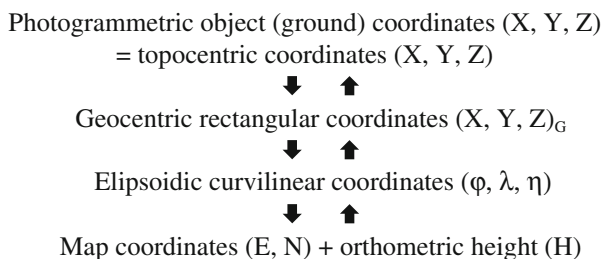 Photogrammetric object (ground) coordinates (X, Y, Z)
= topocentric coordinates (X, Y, Z)
Geocentric rectangular coordinates (X, Y, Z)G
Elipsoidic curvilinear coordinates (φ, λ, η)
Map coordinates (E, N) + orthometric height (H)